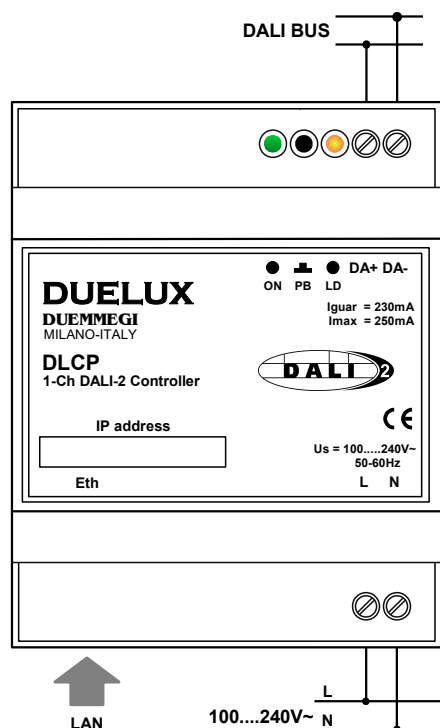 DALI BUS
ON PB LD DA+ DA-
Iguar = 230mA
Imax = 250mA
DUELUX
DUEMMEGI
MILANO-ITALY
DLCP
1-Ch DALI-2 Controller
DALI 2
CE
IP address
Us = 100.....240V~
50-60Hz
Eth
L N
L
100....240V~ N
LAN